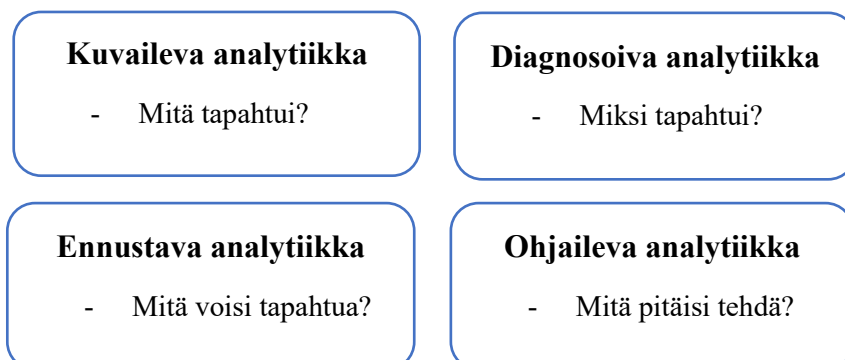 Kuvaileva analytiikka
- Mitä tapahtui?
Diagnosoiva analytiikka
- Miksi tapahtui?
Ennustava analytiikka
- Mitä voisi tapahtua?
Ohjaileva analytiikka
- Mitä pitäisi tehdä?